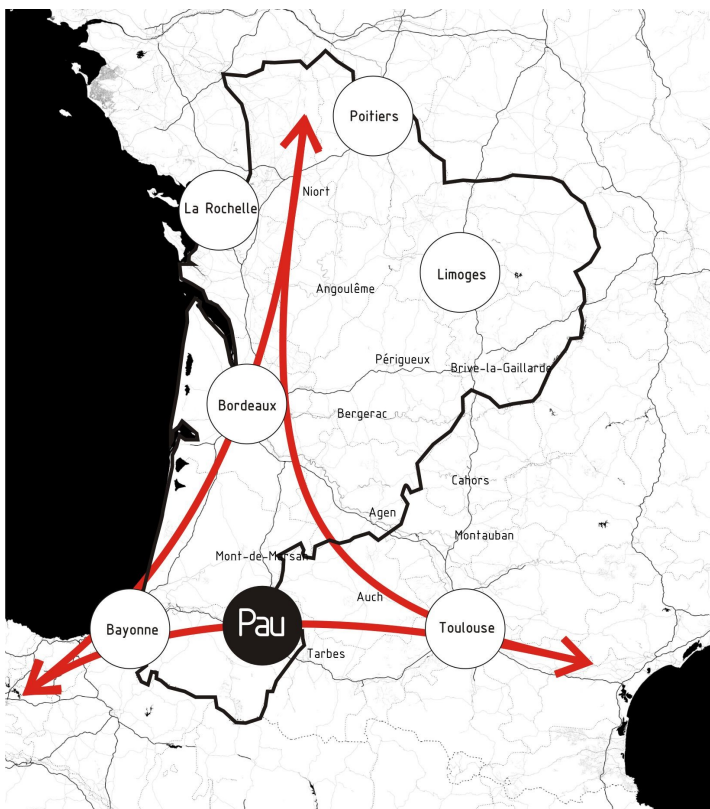 Poitiers
Niort
La Rochelle
Limoges
Angoulême
Périgueux
Brive-la-Gaillarde
Bordeaux
Bergerac
Cahors
Agen
Montauban
Mont-de-Marsan
Auch
Pau
Bayonne
Toulouse
Tarbes